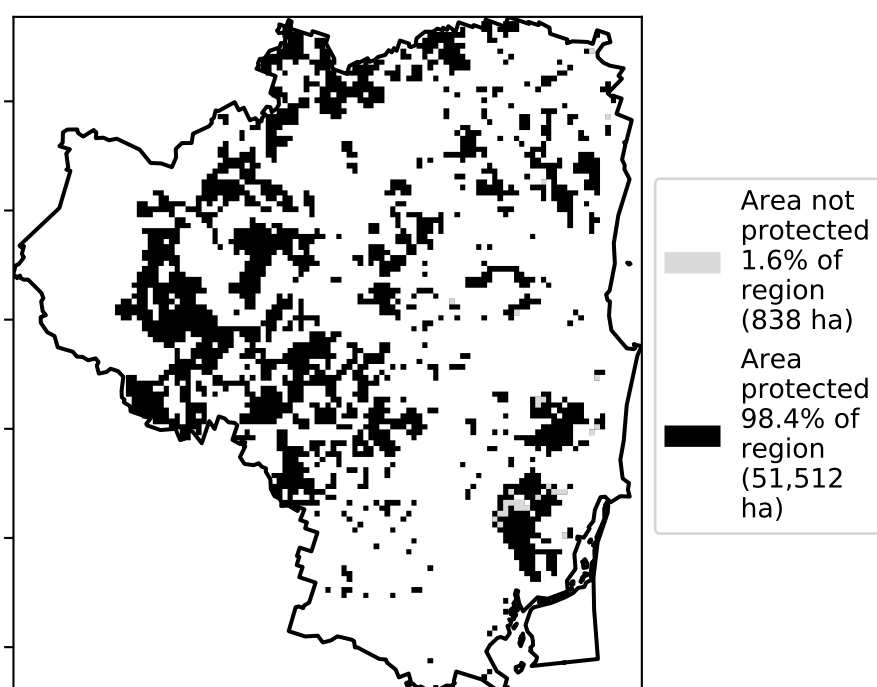 Area not
protected
1.6% of
region
(838 ha)
Area
protected
98.4% of
region
(51,512
ha)